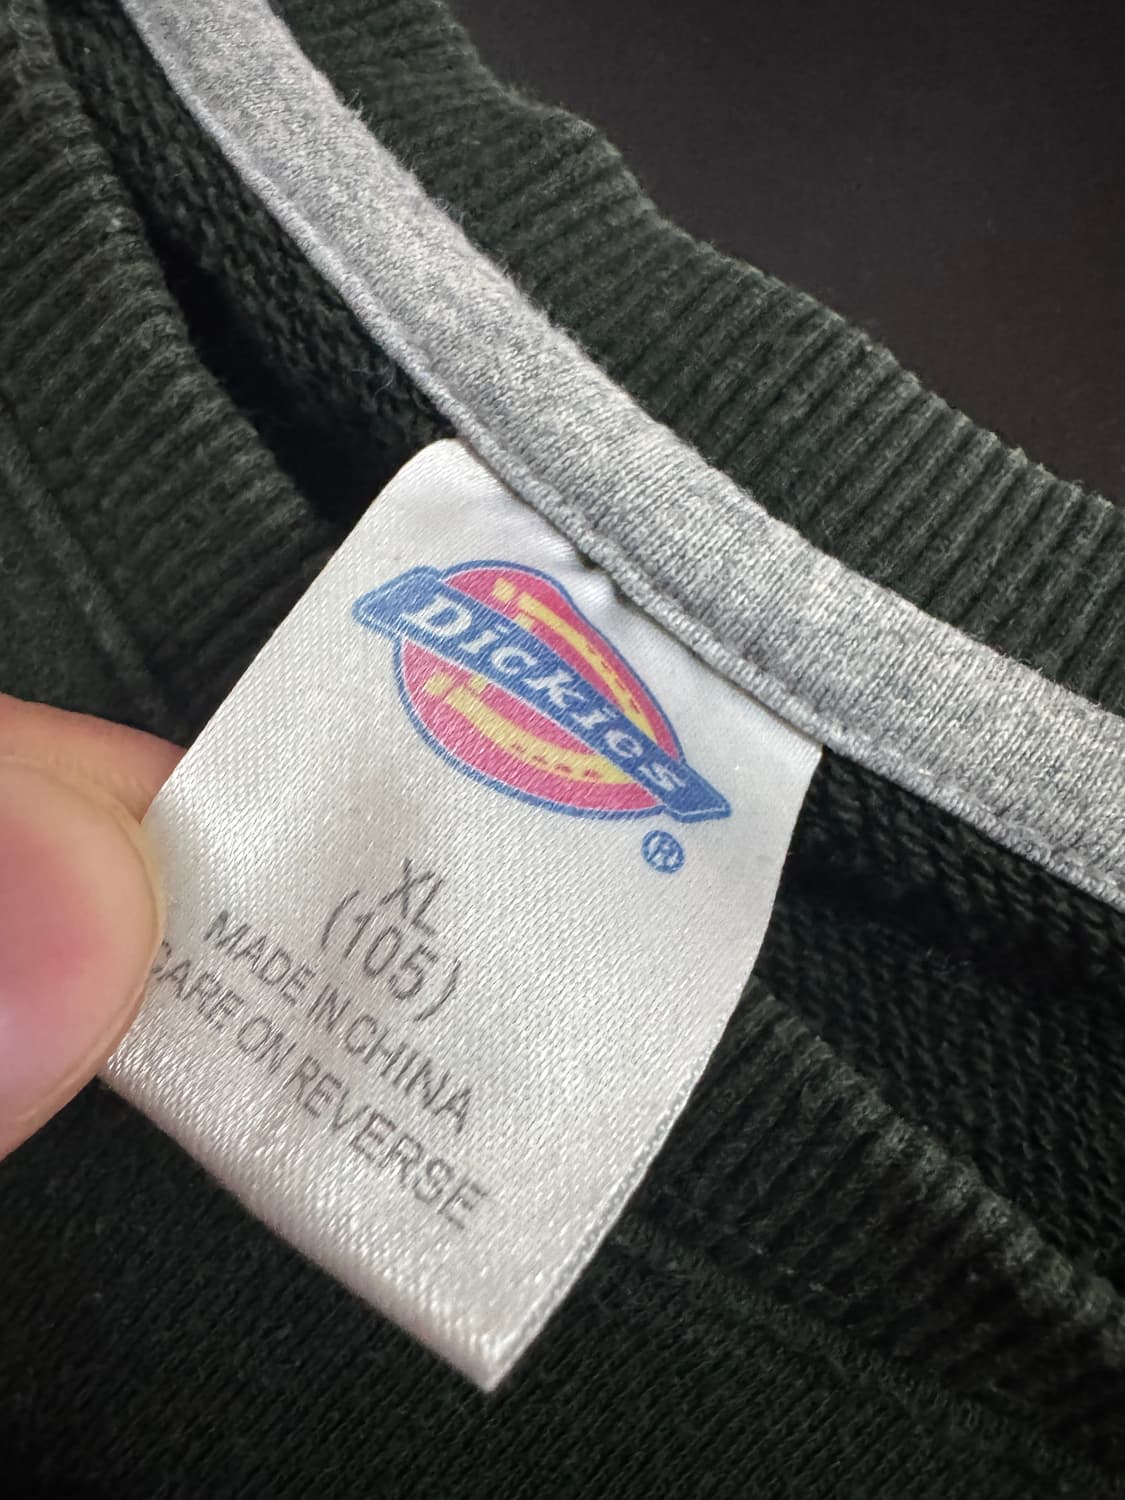 Dickies
®
XL
(105)
MADE IN CHINA
CARE ON REVERSE